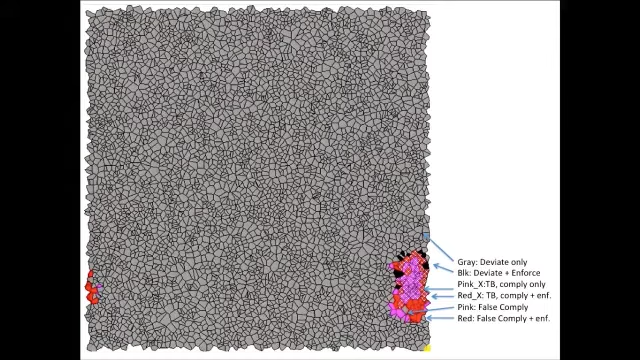 Gray: Deviate only
Blk: Deviate + Enforce
Pink_X:TB, comply only
Red_X: TB, comply + enf.
Pink: False Comply
Red: False Comply + enf.